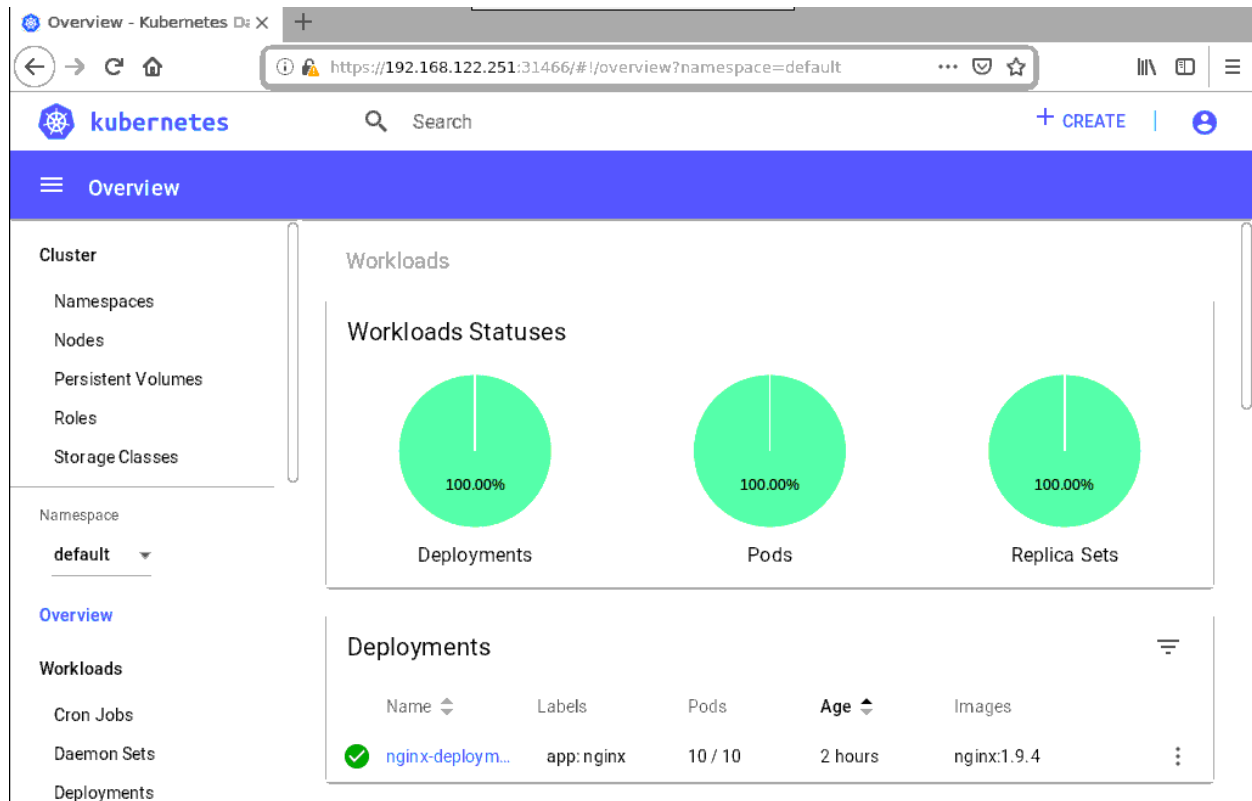 Overview - Kubernetes Da
https://192.168.122.251:31466/#!/overview?namespace=default
kubernetes
Search
+ CREATE
Overview
Cluster
Namespaces
Nodes
Persistent Volumes
Roles
Storage Classes
Namespace
default
Overview
Workloads
Cron Jobs
Daemon Sets
Deployments
Workloads
Workloads Statuses
100.00%
100.00%
100.00%
Deployments
Pods
Replica Sets
Deployments
Name Labels Pods Age Images
nginx-deploym... app: nginx 10 / 10 2 hours nginx:1.9.4